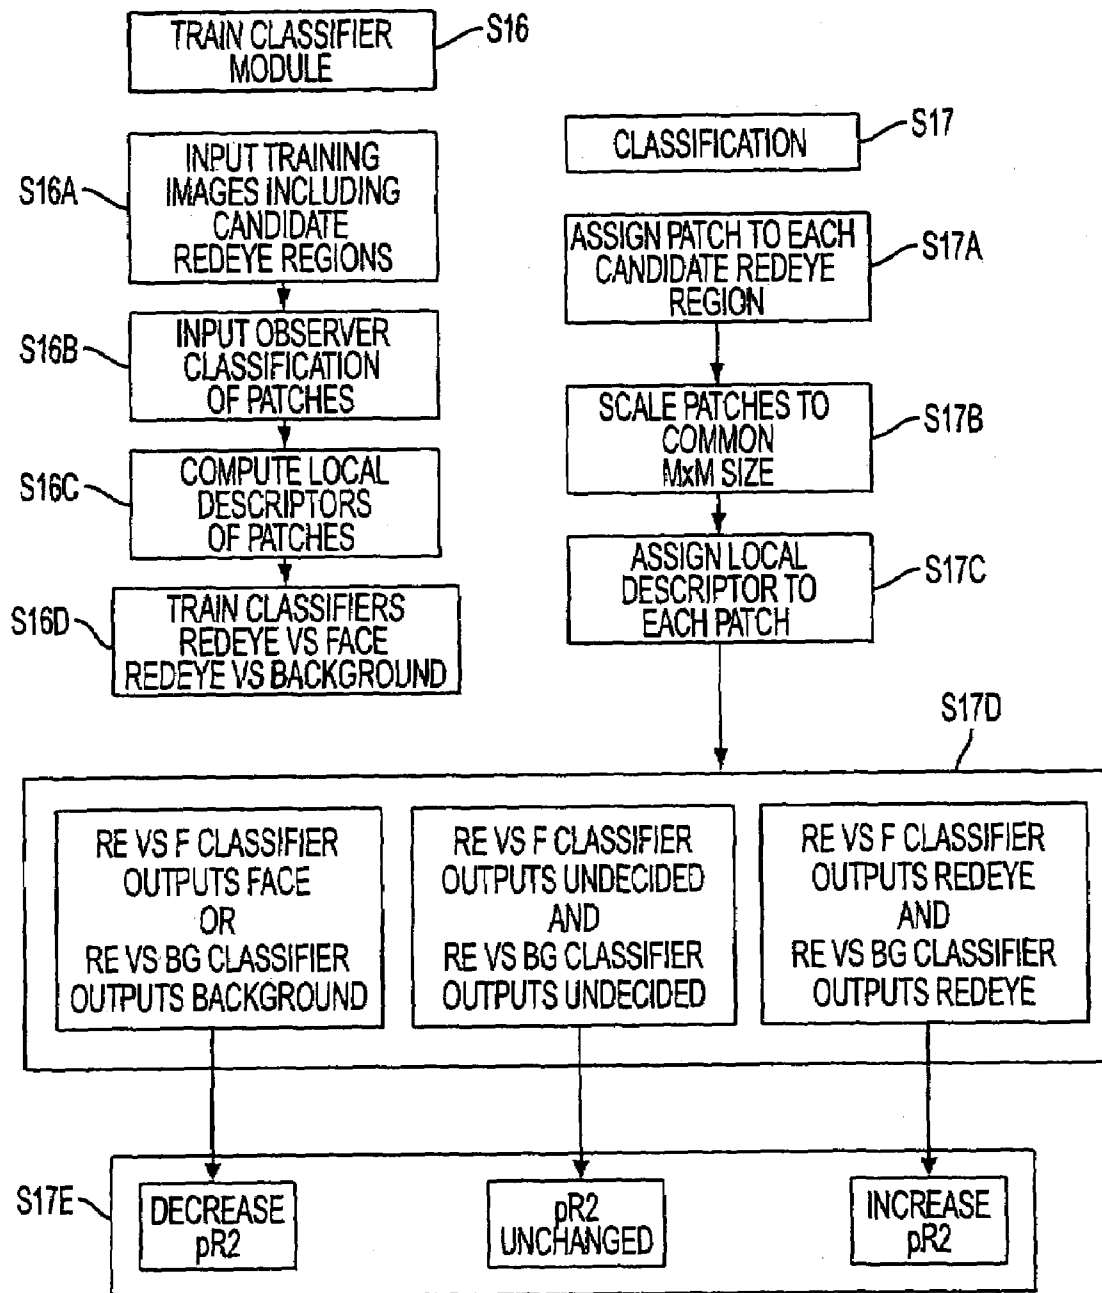 TRAIN CLASSIFIER
MODULE
S16
S16A
INPUT TRAINING
IMAGES INCLUDING
CANDIDATE
REDEYE REGIONS
S16B
INPUT OBSERVER
CLASSIFICATION
OF PATCHES
S16C
COMPUTE LOCAL
DESCRIPTORS
OF PATCHES
S16D
TRAIN CLASSIFIERS
REDEYE VS FACE
REDEYE VS BACKGROUND
CLASSIFICATION
S17
ASSIGN PATCH TO EACH
CANDIDATE REDEYE
REGION
S17A
SCALE PATCHES TO
COMMON
MxM SIZE
S17B
ASSIGN LOCAL
DESCRIPTOR TO
EACH PATCH
S17C
S17D
RE VS F CLASSIFIER
OUTPUTS FACE
OR
RE VS BG CLASSIFIER
OUTPUTS BACKGROUND
RE VS F CLASSIFIER
OUTPUTS UNDECIDED
AND
RE VS BG CLASSIFIER
OUTPUTS UNDECIDED
RE VS F CLASSIFIER
OUTPUTS REDEYE
AND
RE VS BG CLASSIFIER
OUTPUTS REDEYE
S17E
DECREASE
pR2
pR2
UNCHANGED
INCREASE
pR2